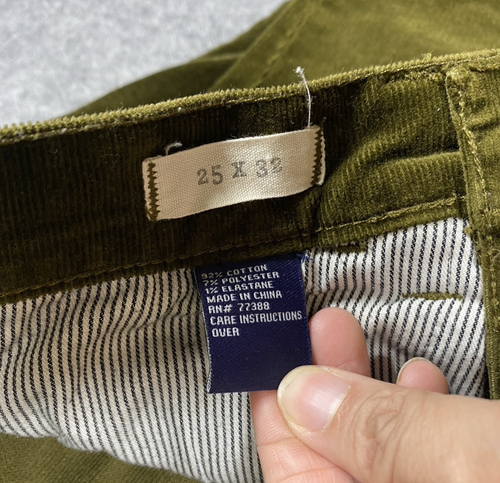 25 X 32
92% COTTON
7% POLYESTER
1% ELASTANE
MADE IN CHINA
RN# 77388
CARE INSTRUCTIONS
OVER